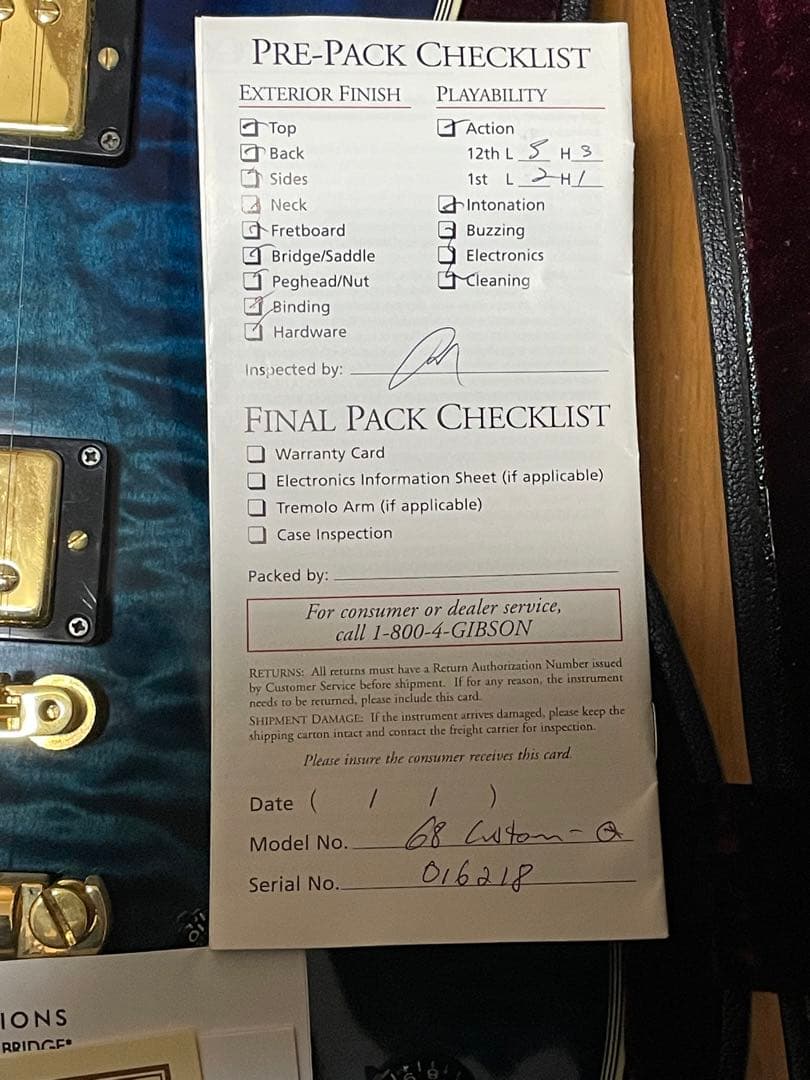 PRE-PACK CHECKLIST
EXTERIOR FINISH
Top
Back
Sides
Neck
Fretboard
Bridge/Saddle
Peghead/Nut
Binding
Hardware
PLAYABILITY
Action
12th L 5 H 3
1st L 2 H 1
Intonation
Buzzing
Electronics
Cleaning
Inspected by:
FINAL PACK CHECKLIST
Warranty Card
Electronics Information Sheet (if applicable)
Tremolo Arm (if applicable)
Case Inspection
Packed by:
For consumer or dealer service,
call 1-800-4-GIBSON
RETURNS: All returns must have a Return Authorization Number issued
by Customer Service before shipment. If for any reason, the instrument
needs to be returned, please include this card.
SHIPMENT DAMAGE: If the instrument arrives damaged, please keep the
shipping carton intact and contact the freight carrier for inspection.
Please insure the consumer receives this card.
Date ( / / )
Model No. 68 Custom - Q
Serial No. 016218
IONS
BRIDGE